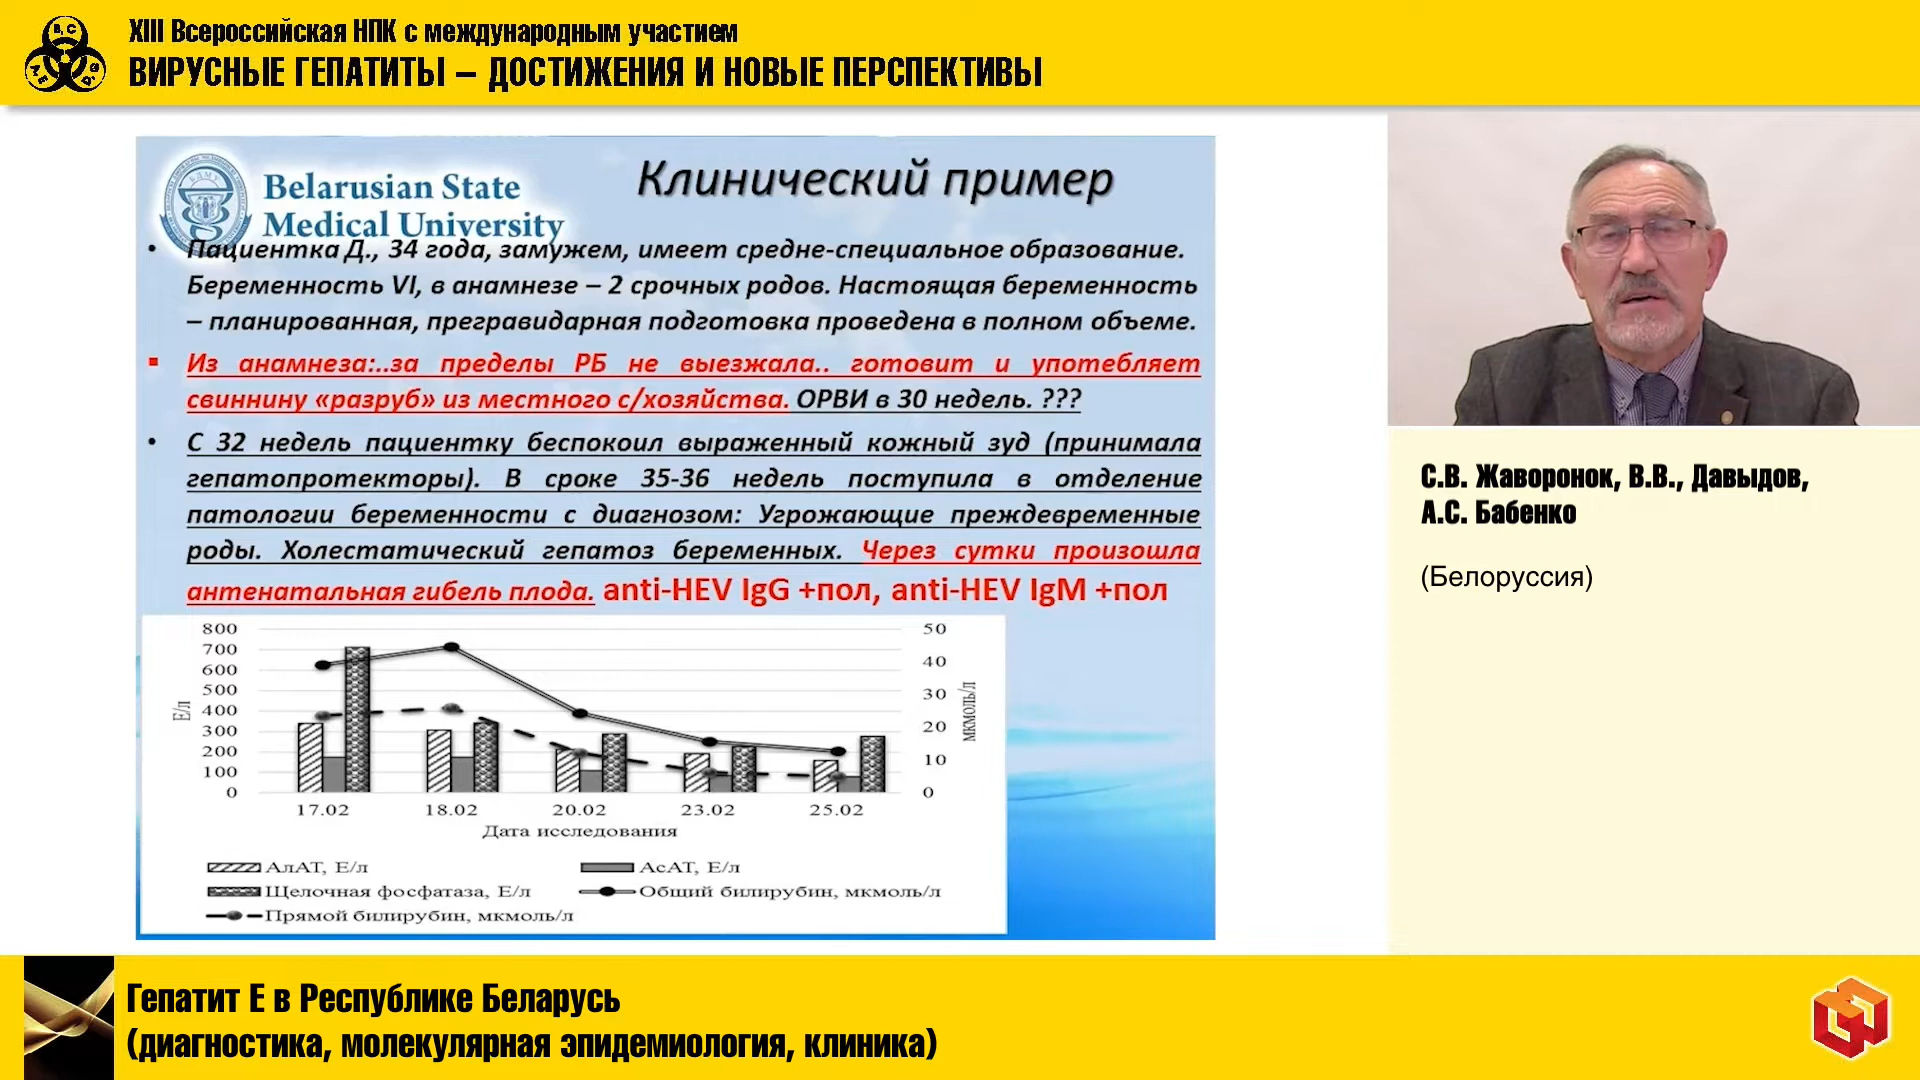 XIII Всероссийская НПК с международным участием
ВИРУСНЫЕ ГЕПАТИТЫ – ДОСТИЖЕНИЯ И НОВЫЕ ПЕРСПЕКТИВЫ
Belarusian State
Medical University
Клинический пример
• Пациентка Д., 34 года, замужем, имеет средне-специальное образование.
Беременность VI, в анамнезе – 2 срочных родов. Настоящая беременность
– планированная, прегравидарная подготовка проведена в полном объеме.
Из анамнеза:..за пределы РБ не выезжала.. готовит и употебляет
свиннину «разруб» из местного с/хозяйства. ОРВИ в 30 недель. ???
• С 32 недель пациентку беспокоил выраженный кожный зуд (принимала
гепатопротекторы). В сроке 35-36 недель поступила в отделение
патологии беременности с диагнозом: Угрожающие преждевременные
роды. Холестатический гепатоз беременных. Через сутки произошла
антенатальная гибель плода. anti-HEV IgG +пол, anti-HEV IgM +пол
800
700
600
500
400
300
200
100
0
Е/л
50
40
30
20
10
0
мкмоль/л
17.02 18.02 20.02 23.02 25.02
Дата исследования
АлАТ, Е/л АсАТ, Е/л
Щелочная фосфатаза, Е/л Общий билирубин, мкмоль/л
Прямой билирубин, мкмоль/л
С.В. Жаворонок, В.В., Давыдов,
А.С. Бабенко
(Белоруссия)
Гепатит Е в Республике Беларусь
(диагностика, молекулярная эпидемиология, клиника)